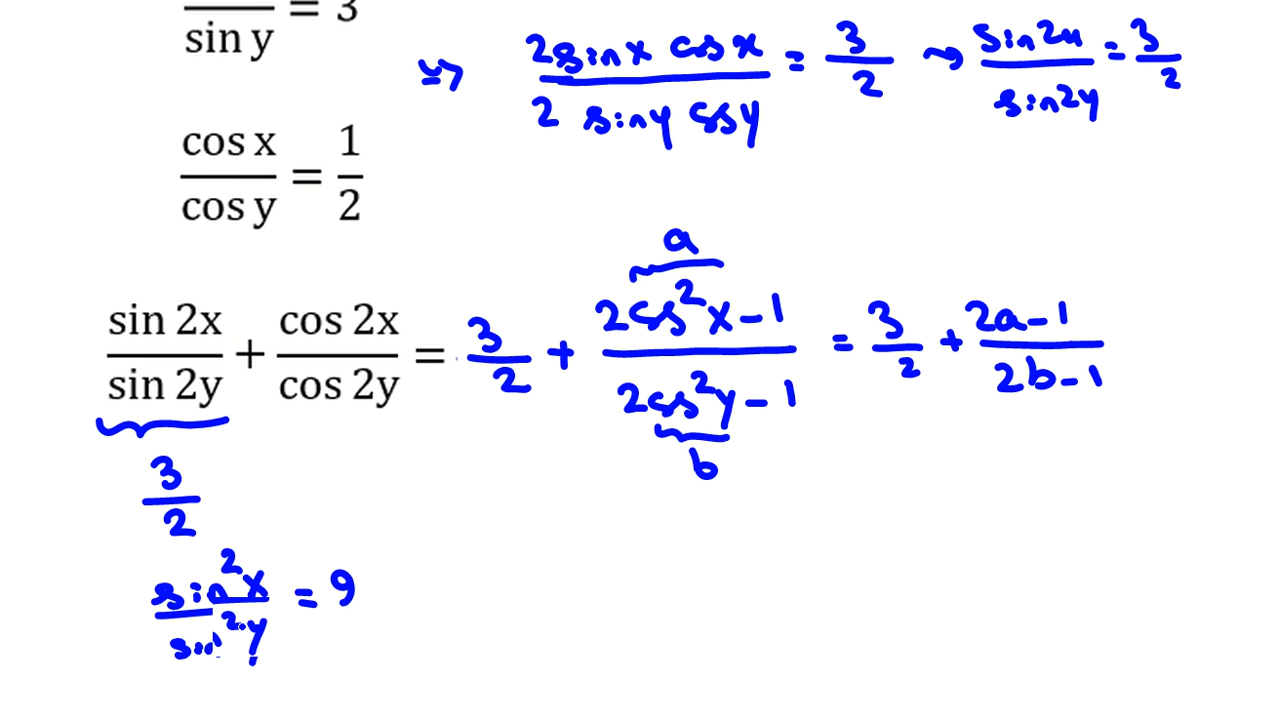 sin y = 3
⇒ 2 sin x cos x / 2 sin y cos y = 3/2 → sin 2x / sin 2y = 3/2
cos x / cos y = 1/2
sin 2x / sin 2y + cos 2x / cos 2y = 3/2 + 2cos²x - 1 / 2cos²y - 1 = 3/2 + 2a - 1 / 2b - 1
a
b
3/2
sin²x / sin²y = 9